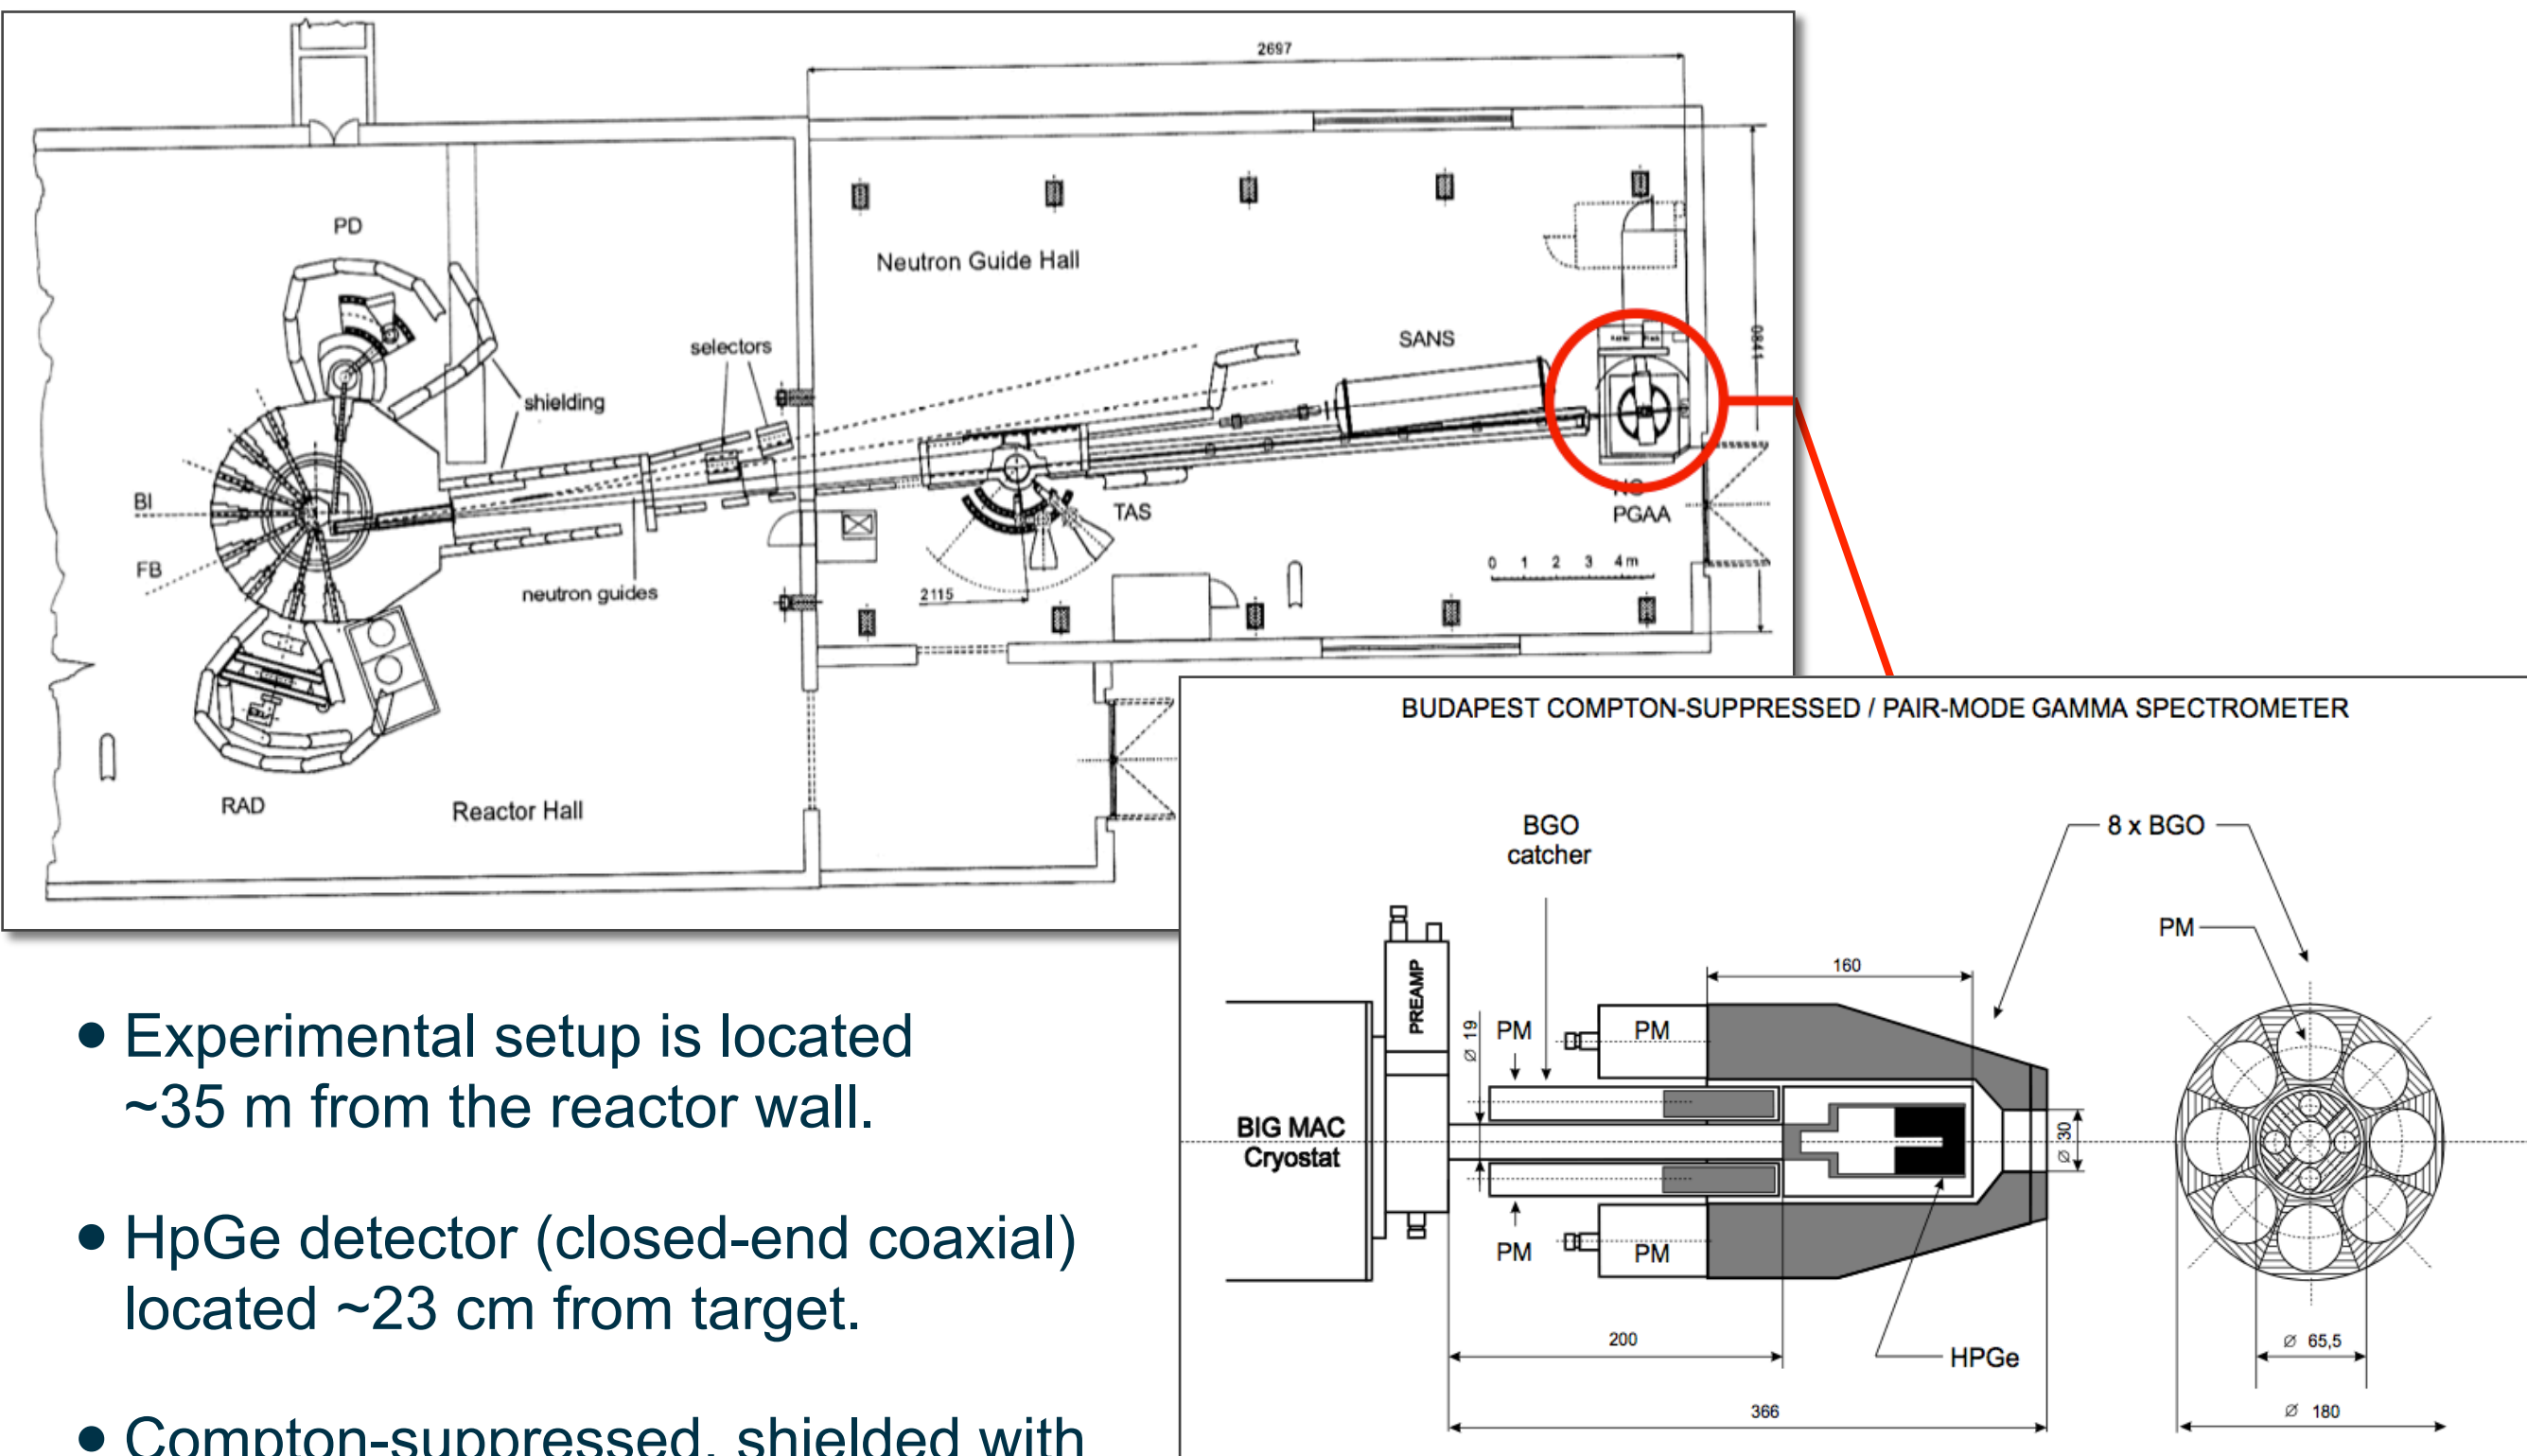 2697
PD
Neutron Guide Hall
SANS
selectors
shielding
BI
TAS
PGAA
FB
0 1 2 3 4 m
neutron guides
2115
RAD
Reactor Hall
BUDAPEST COMPTON-SUPPRESSED / PAIR-MODE GAMMA SPECTROMETER
BGO
catcher
8 x BGO
PM
160
PREAMP
Ø 19
PM
PM
BIG MAC
Cryostat
Ø 30
PM
PM
200
HPGe
Ø 65,5
366
Ø 180
• Experimental setup is located
~35 m from the reactor wall.
• HpGe detector (closed-end coaxial)
located ~23 cm from target.
• Compton-suppressed, shielded with